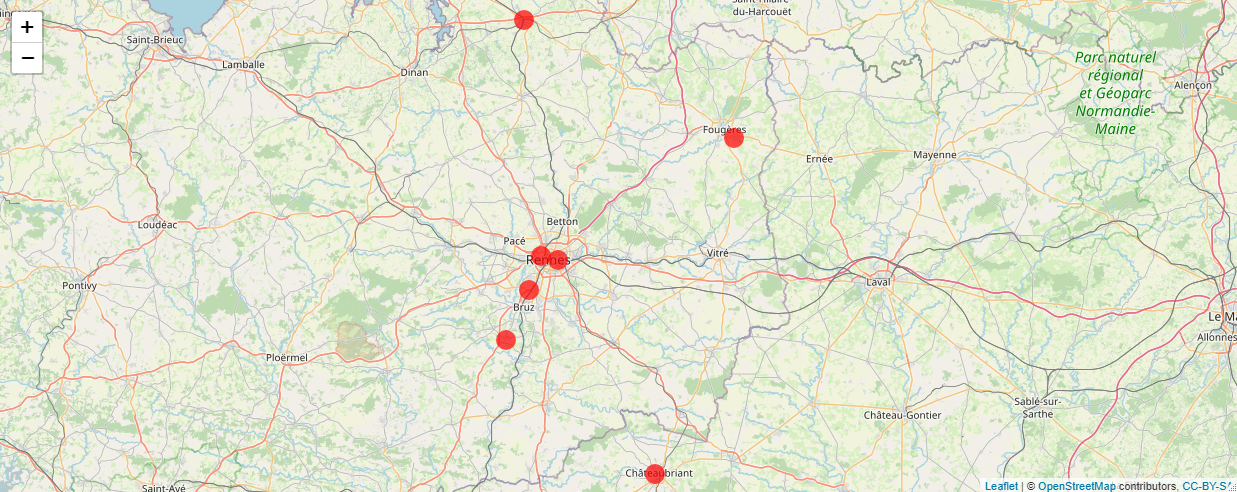 +
−
Saint-Hilaire
du-Harcouët
Saint-Brieuc
Lamballe
Dinan
Parc naturel
régional
et Géoparc
Normandie-
Maine
Alençon
Fougères
Ernée
Mayenne
Loudéac
Betton
Pacé
Rennes
Vitré
Pontivy
Laval
Bruz
Le Ma
Allonnes
Ploërmel
Sablé-sur-
Sarthe
Château-Gontier
Châteaubriant
Saint-Avé
Leaflet | © OpenStreetMap contributors, CC-BY-SA